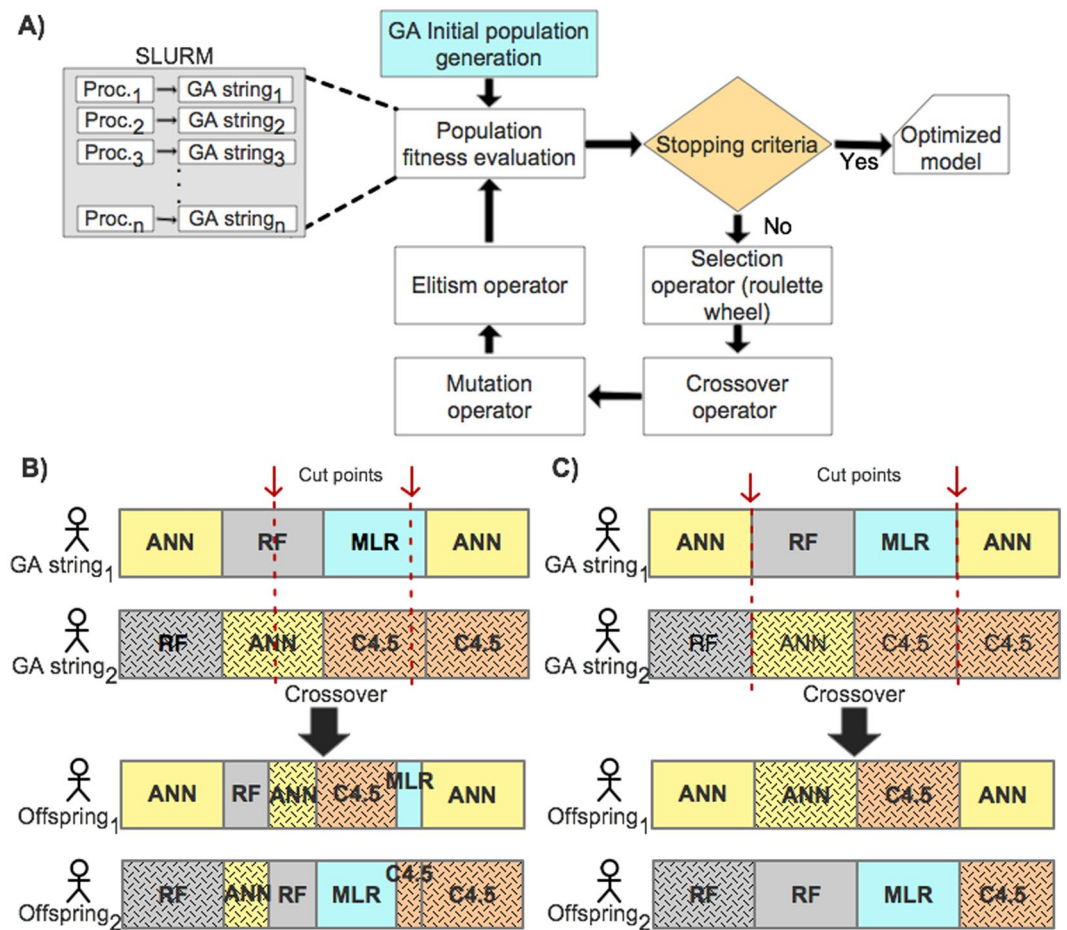 A)
SLURM
Proc.1 GA string1
Proc.2 GA string2
Proc.3 GA string3
Proc.n GA stringn
GA Initial population
generation
Population
fitness evaluation
Stopping criteria
Yes
Optimized
model
No
Elitism operator
Selection
operator (roulette
wheel)
Mutation
operator
Crossover
operator
B)
Cut points
ANN RF MLR ANN
GA string1
RF ANN C4.5 C4.5
GA string2
Crossover
ANN RF ANN C4.5 MLR ANN
Offspring1
RF ANN RF MLR C4.5 C4.5
Offspring2
C)
Cut points
ANN RF MLR ANN
GA string1
RF ANN C4.5 C4.5
GA string2
Crossover
ANN ANN C4.5 ANN
Offspring1
RF RF MLR C4.5
Offspring2